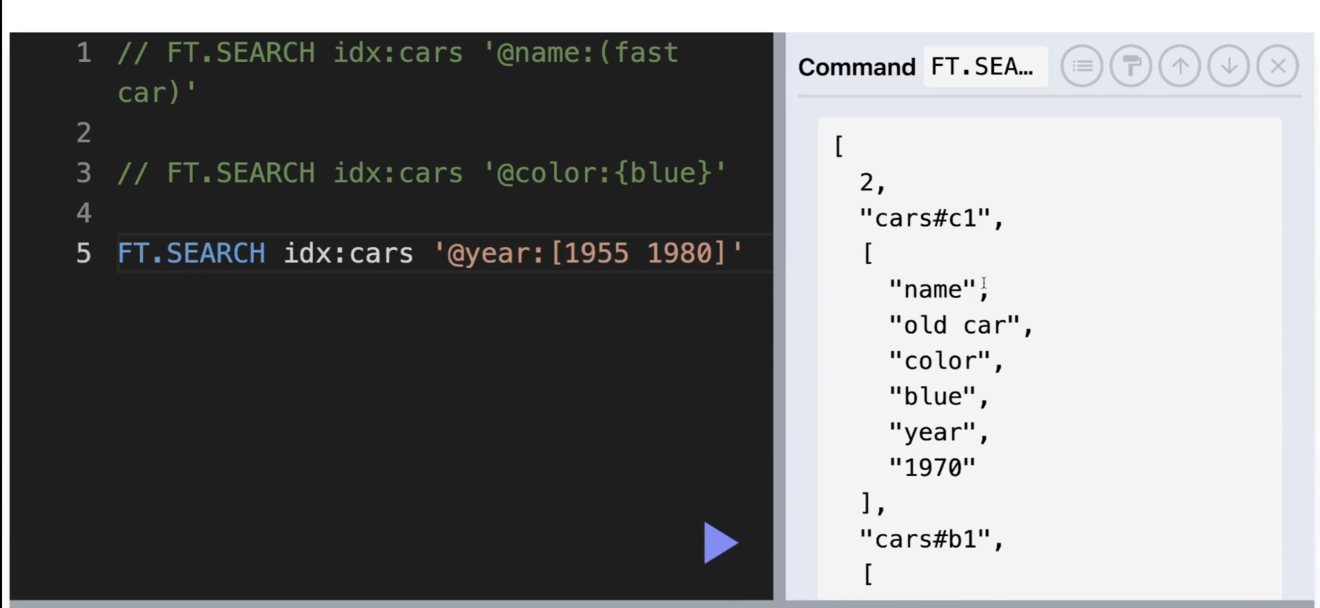 1 // FT.SEARCH idx:cars '@name:(fast
car)'
2
3 // FT.SEARCH idx:cars '@color:{blue}'
4
5 FT.SEARCH idx:cars '@year:[1955 1980]'
Command FT.SEA…
[
2,
"cars#c1",
[
"name",
"old car",
"color",
"blue",
"year",
"1970"
],
"cars#b1",
[